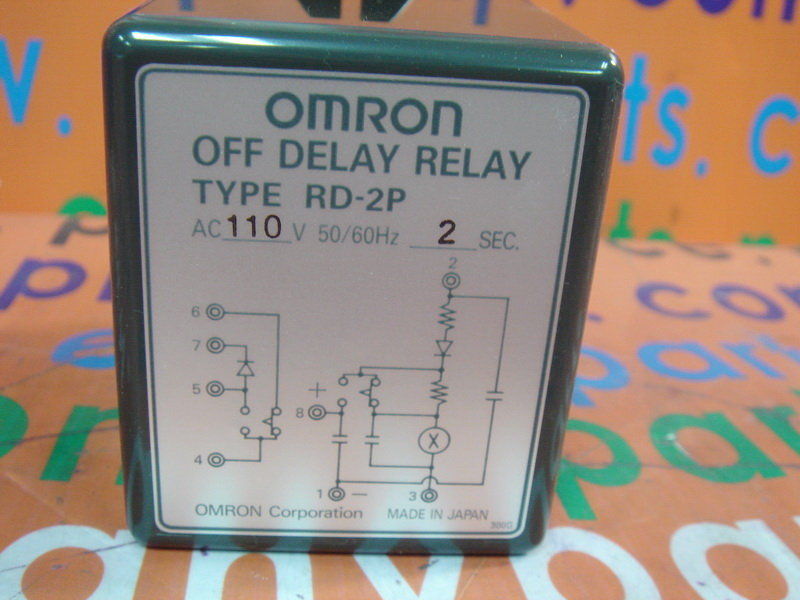 OMRON
OFF DELAY RELAY
TYPE RD-2P
AC 110 V 50/60Hz 2 SEC.
2
6
7
5
+
8
4
X
1 −
3
OMRON Corporation MADE IN JAPAN